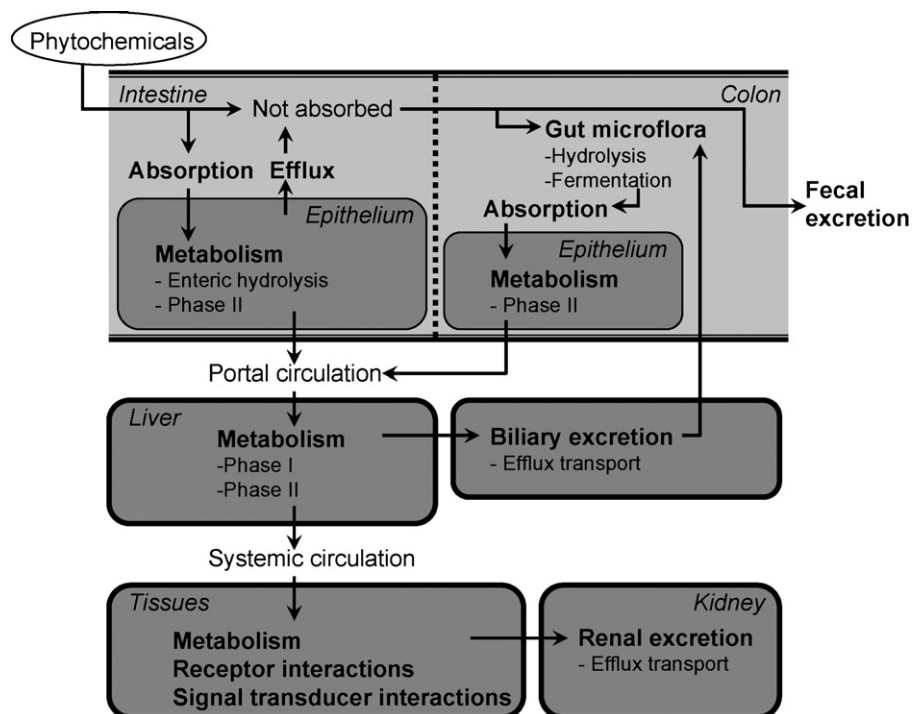 Phytochemicals
Intestine
Not absorbed
Colon
Gut microflora
-Hydrolysis
-Fermentation
Absorption
Efflux
Absorption
Fecal
excretion
Epithelium
Metabolism
- Enteric hydrolysis
- Phase II
Epithelium
Metabolism
- Phase II
Portal circulation
Liver
Metabolism
-Phase I
-Phase II
Biliary excretion
- Efflux transport
Systemic circulation
Tissues
Metabolism
Receptor interactions
Signal transducer interactions
Kidney
Renal excretion
- Efflux transport